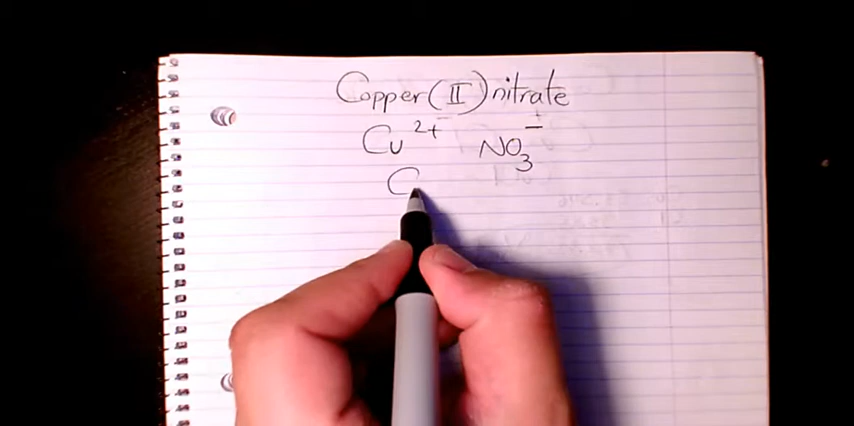 Copper (II) nitrate
Cu²⁺ NO₃⁻
C